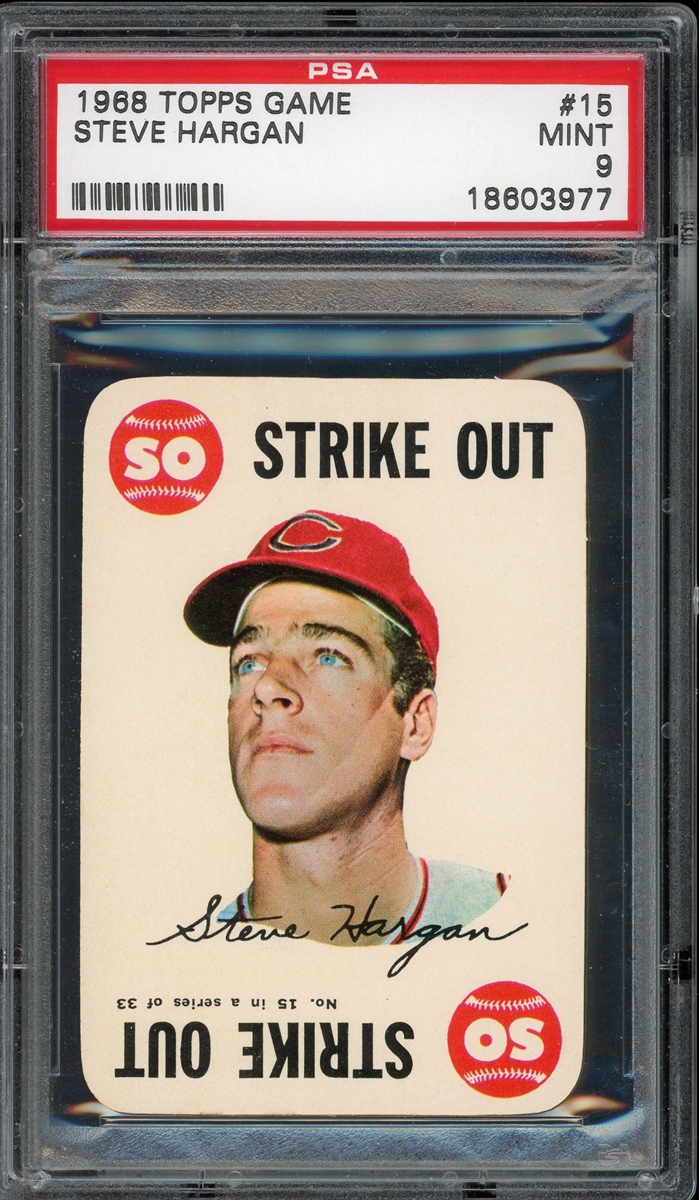 PSA
1968 TOPPS GAME #15
STEVE HARGAN MINT
9
18603977
SO STRIKE OUT
C
Steve Hargan
No. 15 in a series of 33
STRIKE OUT SO